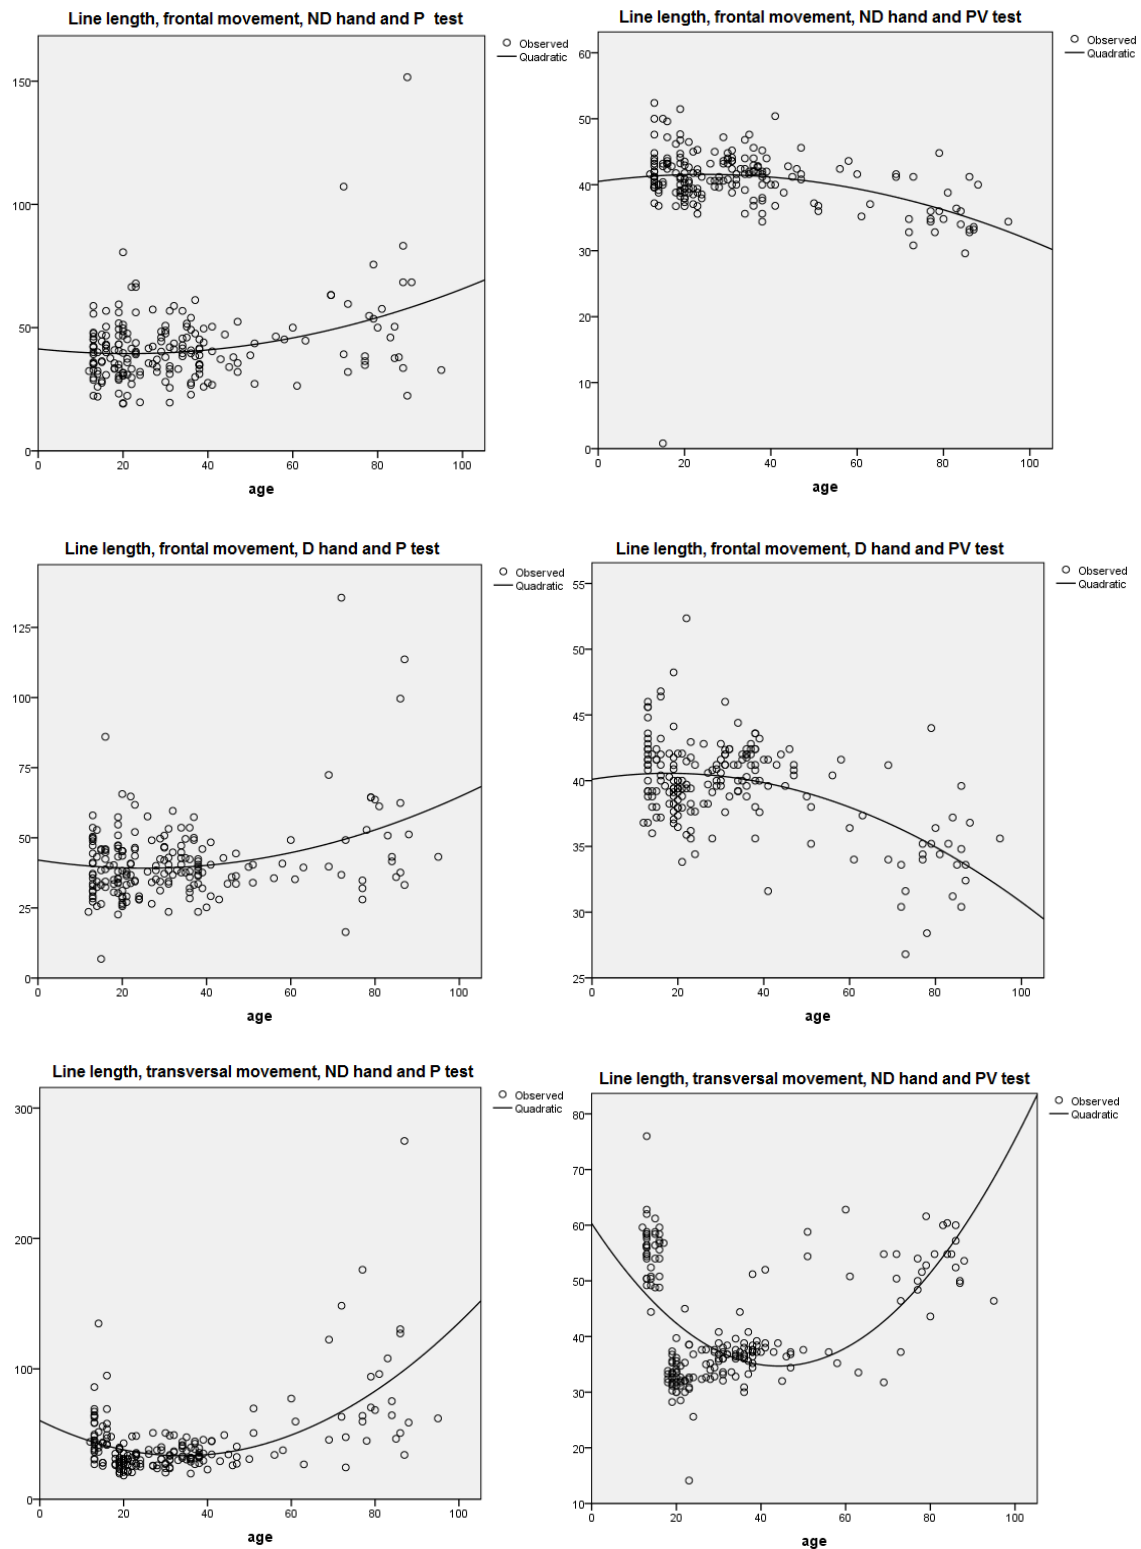 Line length, frontal movement, ND hand and P test
Observed
Quadratic
150
100
50
0
0 20 40 60 80 100
age
Line length, frontal movement, ND hand and PV test
Observed
Quadratic
60
50
40
30
20
10
0
0 20 40 60 80 100
age
Line length, frontal movement, D hand and P test
Observed
Quadratic
125
100
75
50
25
0
0 20 40 60 80 100
age
Line length, frontal movement, D hand and PV test
Observed
Quadratic
55
50
45
40
35
30
25
0 20 40 60 80 100
age
Line length, transversal movement, ND hand and P test
Observed
Quadratic
300
200
100
0
0 20 40 60 80 100
age
Line length, transversal movement, ND hand and PV test
Observed
Quadratic
80
70
60
50
40
30
20
10
0 20 40 60 80 100
age